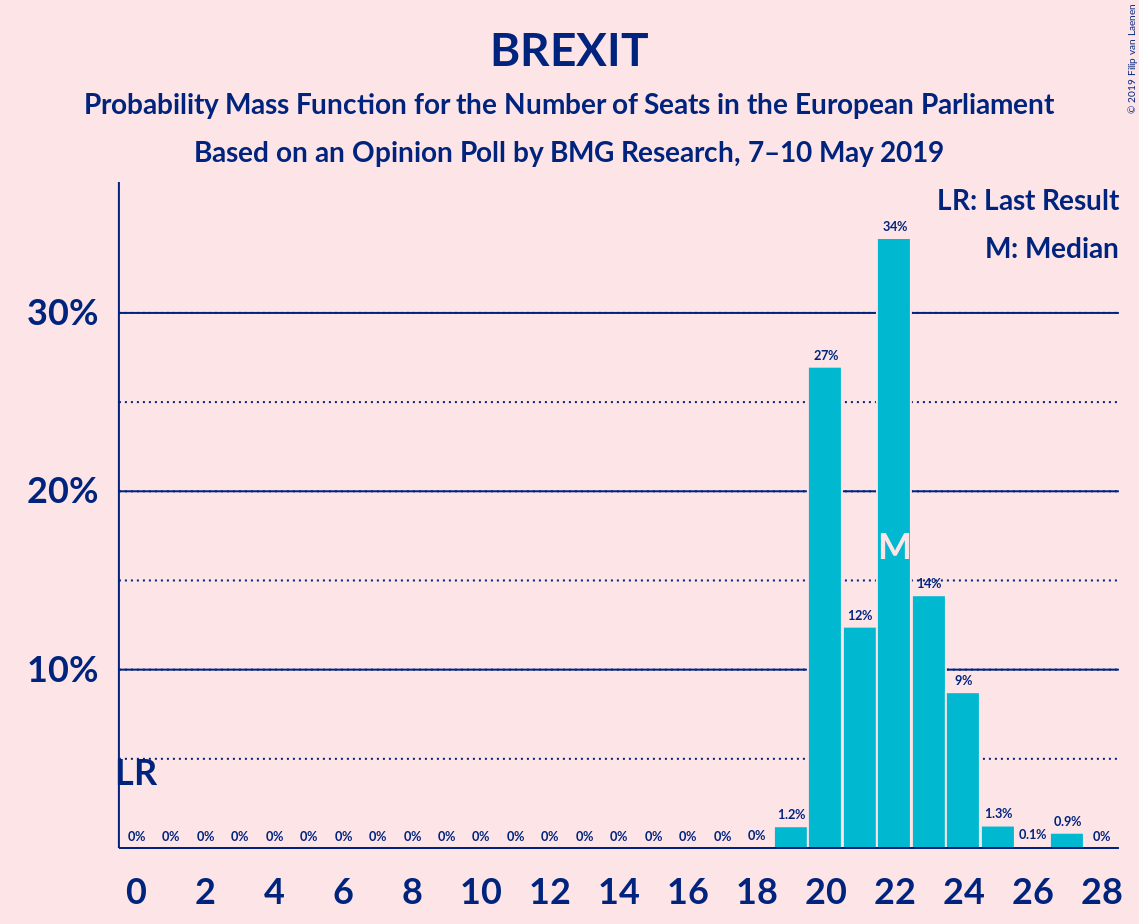 BREXIT
Probability Mass Function for the Number of Seats in the European Parliament
Based on an Opinion Poll by BMG Research, 7–10 May 2019
© 2019 Filip van Laenen
LR: Last Result
M: Median
30%
20%
10%
34%
27%
M
14%
12%
9%
LR
0% 0% 0% 0% 0% 0% 0% 0% 0% 0% 0% 0% 0% 0% 0% 0% 0% 0% 0% 1.2% 1.3% 0.1% 0.9% 0%
0 2 4 6 8 10 12 14 16 18 20 22 24 26 28